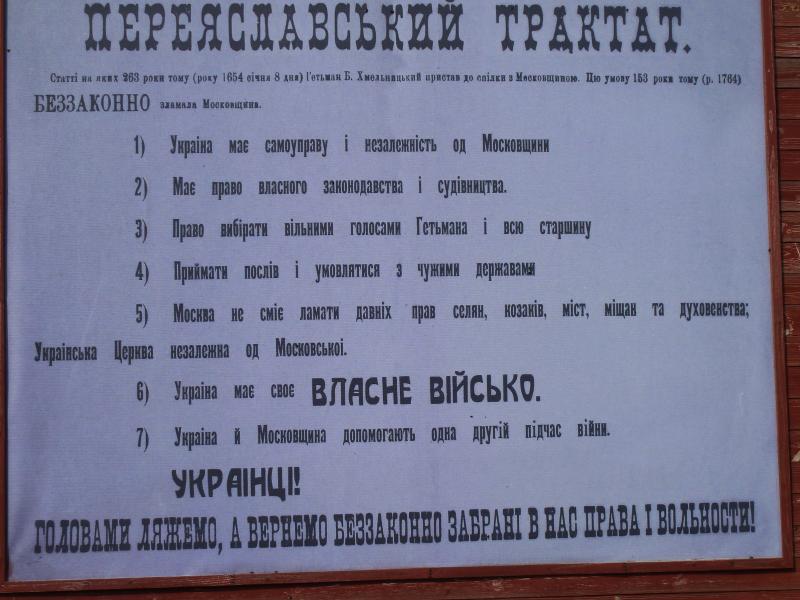 ПЕРЕЯСЛАВСЬКИЙ ТРАКТАТ.
Статті на яких 263 роки тому (року 1654 січня 8 дня) Гетьман Б. Хмельницький пристав до спілки з Московщиною. Цю умову 153 роки тому (р. 1764)
БЕЗЗАКОННО зламала Московщина.
1) Україна має самоуправу і незалежність од Московщини
2) Має право власного законодавства і судівництва.
3) Право вибірати вільними голосами Гетьмана і всю старшину
4) Приймати послів і умовлятися з чужими державами
5) Москва не сміє ламати давніх прав селян, козаків, міст, міщан та духовенства;
Українська Церква незалежна од Московської.
6) Україна має своє ВЛАСНЕ ВІЙСЬКО.
7) Україна й Московщина допомогають одна другій підчас війни.
УКРАІНЦІ!
ГОЛОВАМИ ЛЯЖЕМО, А ВЕРНЕМО БЕЗЗАКОННО ЗАБРАНІ В НАС ПРАВА І ВОЛЬНОСТИ!